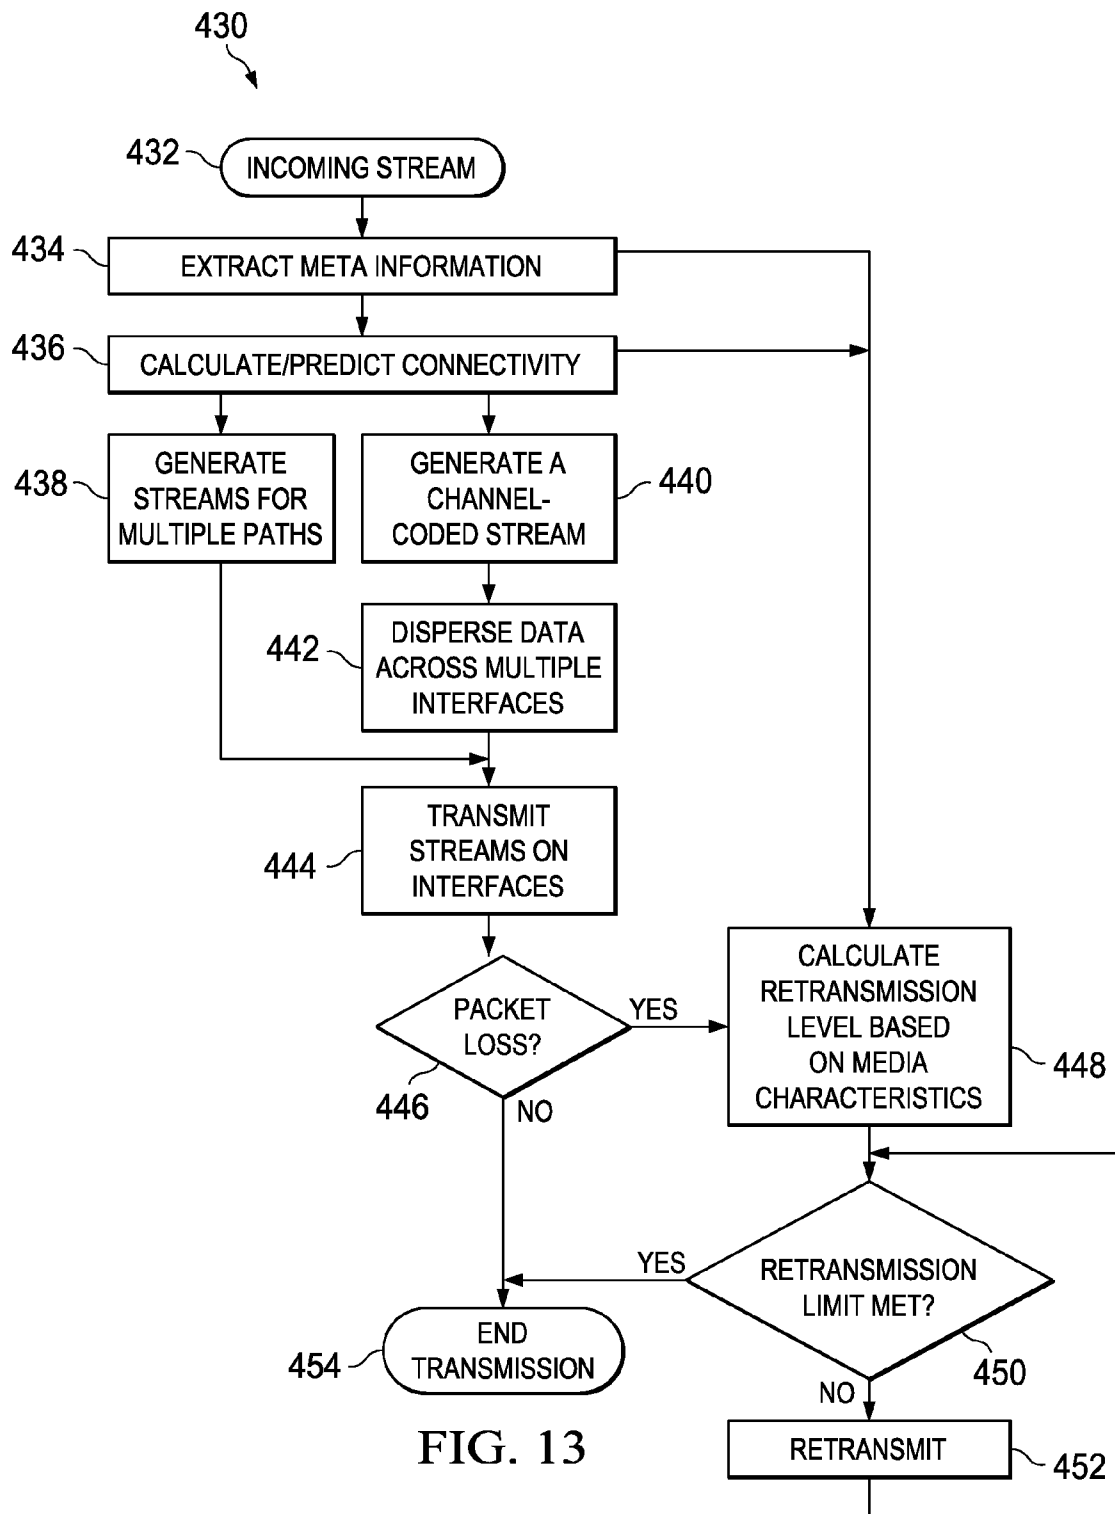 430
432
INCOMING STREAM
434
EXTRACT META INFORMATION
436
CALCULATE/PREDICT CONNECTIVITY
438
GENERATE
STREAMS FOR
MULTIPLE PATHS
GENERATE A
CHANNEL-
CODED STREAM
440
442
DISPERSE DATA
ACROSS MULTIPLE
INTERFACES
444
TRANSMIT
STREAMS ON
INTERFACES
PACKET
LOSS?
446
YES
NO
CALCULATE
RETRANSMISSION
LEVEL BASED
ON MEDIA
CHARACTERISTICS
448
YES
RETRANSMISSION
LIMIT MET?
450
NO
454
END
TRANSMISSION
RETRANSMIT
452
FIG. 13